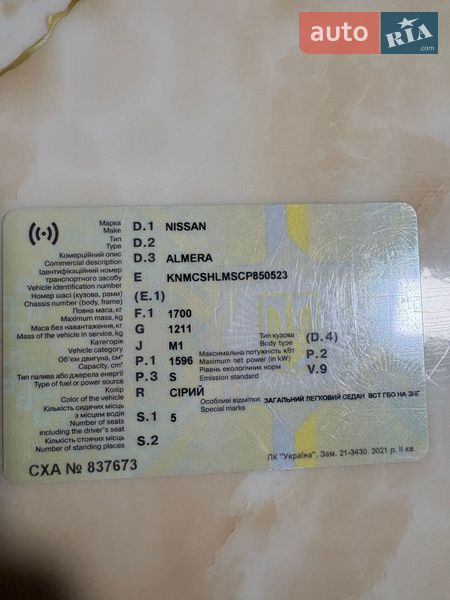 auto RIA .com
Марка D.1 NISSAN
Make
Тип D.2
Type
Комерційний опис D.3 ALMERA
Commercial description
Ідентифікаційний номер
транспортного засобу E KNMCSHLMSCP850523
Vehicle identification number
Номер шасі (кузова, рами) (E.1)
Chassis number (body, frame)
Повна маса, кг F.1 1700
Maximum mass, kg
Маса без навантаження, кг G 1211
Mass of the vehicle in service, kg
Категорія J M1
Vehicle category
Тип кузова (D.4)
Body type
Об'єм двигуна, см³ P.1 1596
Capacity, cm³
Максимальна потужність кВт P.2
Maximum net power (in kW)
Тип палива або джерела енергії P.3 S
Type of fuel or power source
Рівень екологічних норм V.9
Emission standard
Колір R СІРИЙ
Color of the vehicle
Особливі відмітки: ЗАГАЛЬНИЙ ЛЕГКОВИЙ СЕДАН ВСТ ГБО НА ЗНГ
Special marks
Кількість сидячих місць
з місцем водія S.1 5
Number of seats
including the driver's seat
Кількість стоячих місць S.2
Number of standing places
СХА № 837673
ПК "Україна". Зам. 21-3430. 2021 р. II кв.